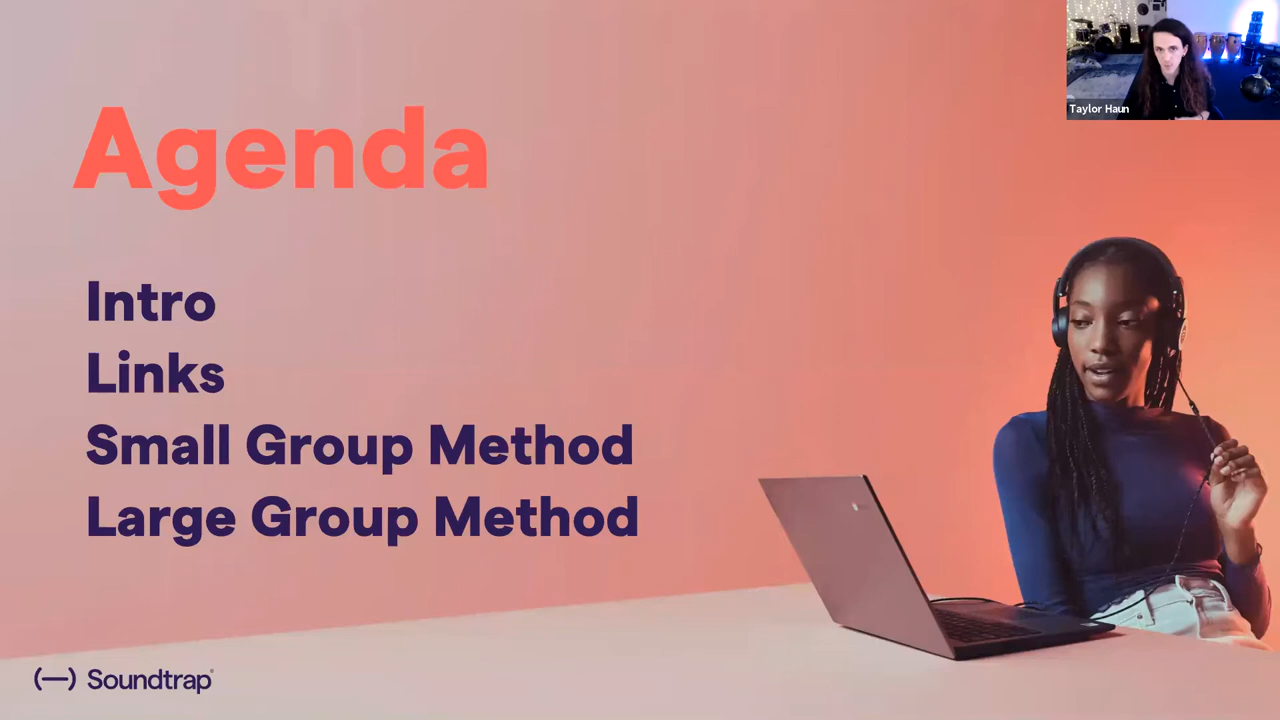 Agenda
Taylor Haun
Intro
Links
Small Group Method
Large Group Method
(—) Soundtrap®